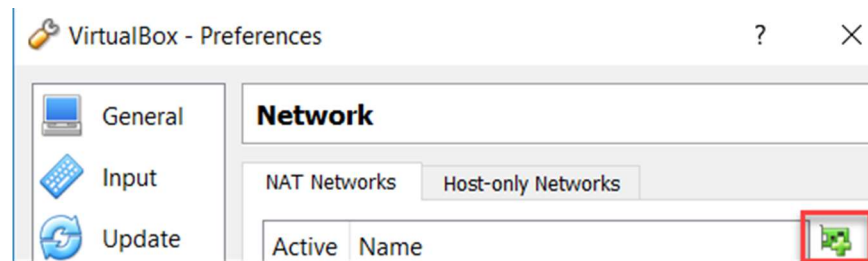 VirtualBox - Preferences ?
General
Network
Input
NAT Networks Host-only Networks
Update
Active Name